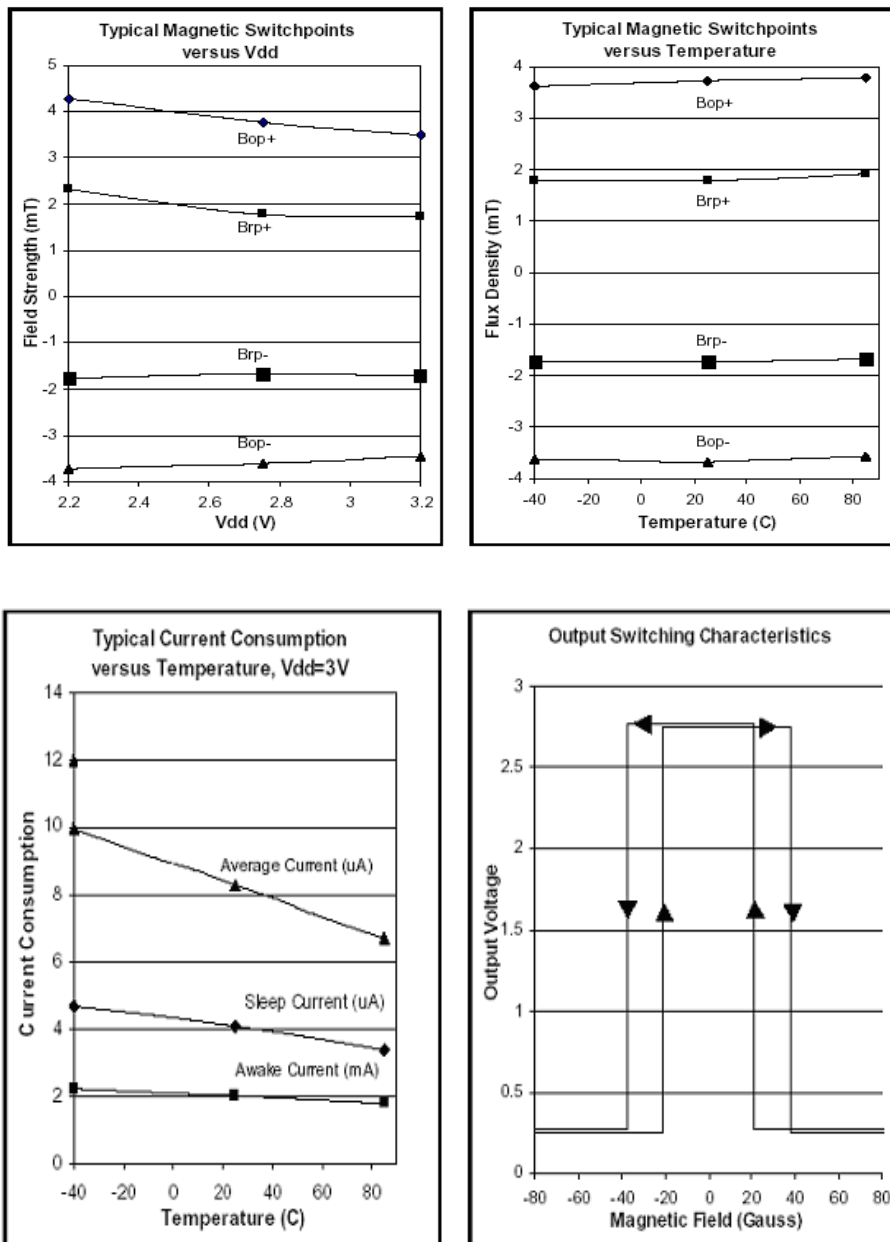 Typical Magnetic Switchpoints
versus Vdd
5
4
3
2
1
0
-1
-2
-3
-4
Bop+
Brp+
Brp-
Bop-
Field Strength (mT)
2.2 2.4 2.6 2.8 3 3.2
Vdd (V)
Typical Magnetic Switchpoints
versus Temperature
4
3
2
1
0
-1
-2
-3
-4
Bop+
Brp+
Brp-
Bop-
Flux Density (mT)
-40 -20 0 20 40 60 80
Temperature (C)
Typical Current Consumption
versus Temperature, Vdd=3V
14
12
10
8
6
4
2
0
Average Current (uA)
Sleep Current (uA)
Awake Current (mA)
Current Consumption
-40 -20 0 20 40 60 80
Temperature (C)
Output Switching Characteristics
3
2.5
2
1.5
1
0.5
0
Output Voltage
-80 -60 -40 -20 0 20 40 60 80
Magnetic Field (Gauss)